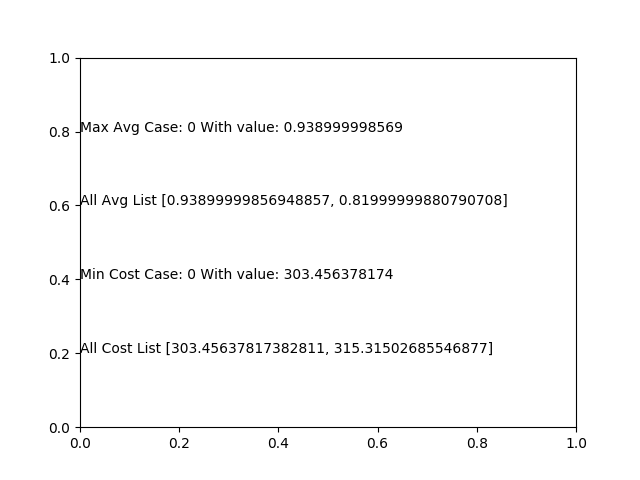 1.0
0.8
Max Avg Case: 0 With value: 0.938999998569
0.6
All Avg List [0.93899999856948857, 0.81999999880790708]
0.4
Min Cost Case: 0 With value: 303.456378174
0.2
All Cost List [303.45637817382811, 315.31502685546877]
0.0
0.0 0.2 0.4 0.6 0.8 1.0